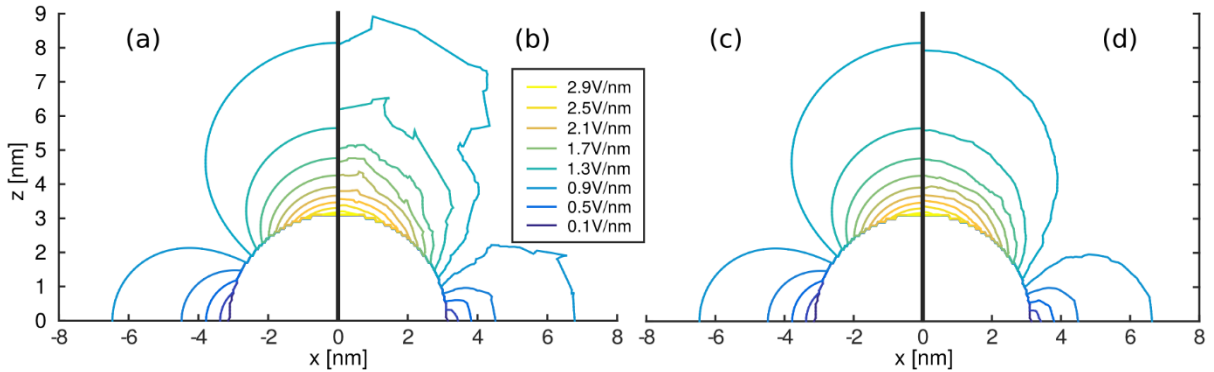 (a)
(b)
(c)
(d)
9
8
7
6
5
4
3
2
1
0
z [nm]
2.9V/nm
2.5V/nm
2.1V/nm
1.7V/nm
1.3V/nm
0.9V/nm
0.5V/nm
0.1V/nm
-8 -6 -4 -2 0 2 4 6 8
-6 -4 -2 0 2 4 6 8
x [nm]
x [nm]